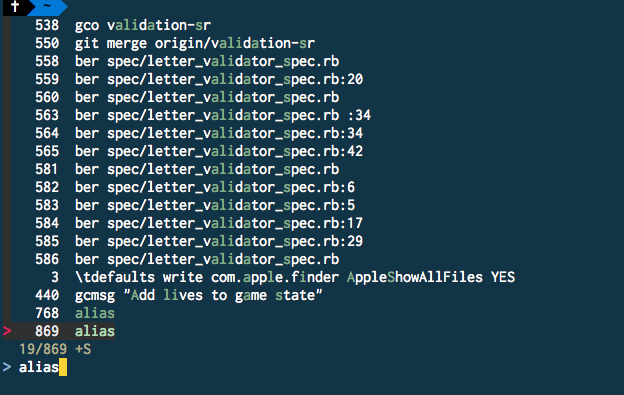 ✝ ~
538 gco validation-sr
550 git merge origin/validation-sr
558 ber spec/letter_validator_spec.rb
559 ber spec/letter_validator_spec.rb:20
560 ber spec/letter_validator_spec.rb
563 ber spec/letter_validator_spec.rb :34
564 ber spec/letter_validator_spec.rb:34
565 ber spec/letter_validator_spec.rb:42
581 ber spec/letter_validator_spec.rb
582 ber spec/letter_validator_spec.rb:6
583 ber spec/letter_validator_spec.rb:5
584 ber spec/letter_validator_spec.rb:17
585 ber spec/letter_validator_spec.rb:29
586 ber spec/letter_validator_spec.rb
3 \tdefaults write com.apple.finder AppleShowAllFiles YES
440 gcmsg "Add lives to game state"
768 alias
> 869 alias
19/869 +S
> alias